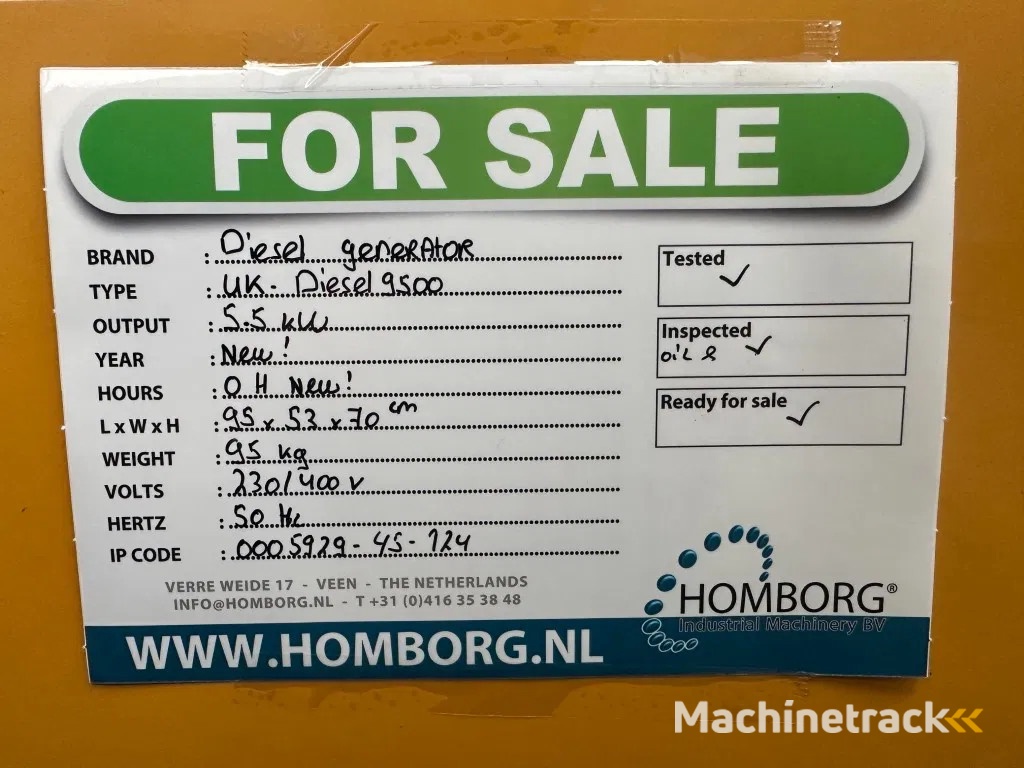 FOR SALE
BRAND : Diesel generator
TYPE : UK - Diesel 9500
OUTPUT : 5.5 kW
YEAR : New!
HOURS : 0 H New!
L x W x H : 95 x 53 x 70 cm
WEIGHT : 95 kg
VOLTS : 230/400 v
HERTZ : 50 Hz
IP CODE : 0005929-45-124
Tested ✓
Inspected
oil & ✓
Ready for sale ✓
VERRE WEIDE 17 - VEEN - THE NETHERLANDS
INFO@HOMBORG.NL - T +31 (0)416 35 38 48
HOMBORG®
Industrial Machinery BV
WWW.HOMBORG.NL
Machinetrack